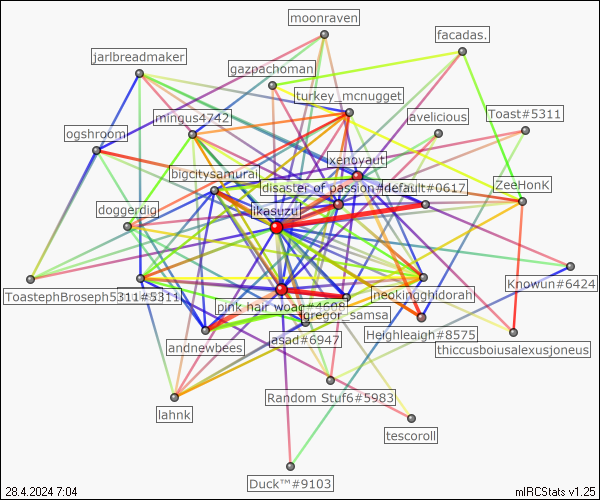 moonraven
facadas.
jarlbreadmaker
gazpachoman
turkey_mcnugget
javelicious
Toast#5311
mingus4742
ogshroom
xenoyaut
bigcitysamurai
disaster of passion
#default#0617
ZeeHonK
ikasuzu
doggerdig
ToastephBroseph5311#5311
neokingghidorah
Knowun#6424
pink hair woag#4606
gregor_samsa
Heighleaigh#8575
andnewbees
asad#6947
thiccusboiusalexusjoneus
Random Stuf6#5983
lahnk
tescoroll
Duck™#9103
28.4.2024 7:04
mIRCStats v1.25